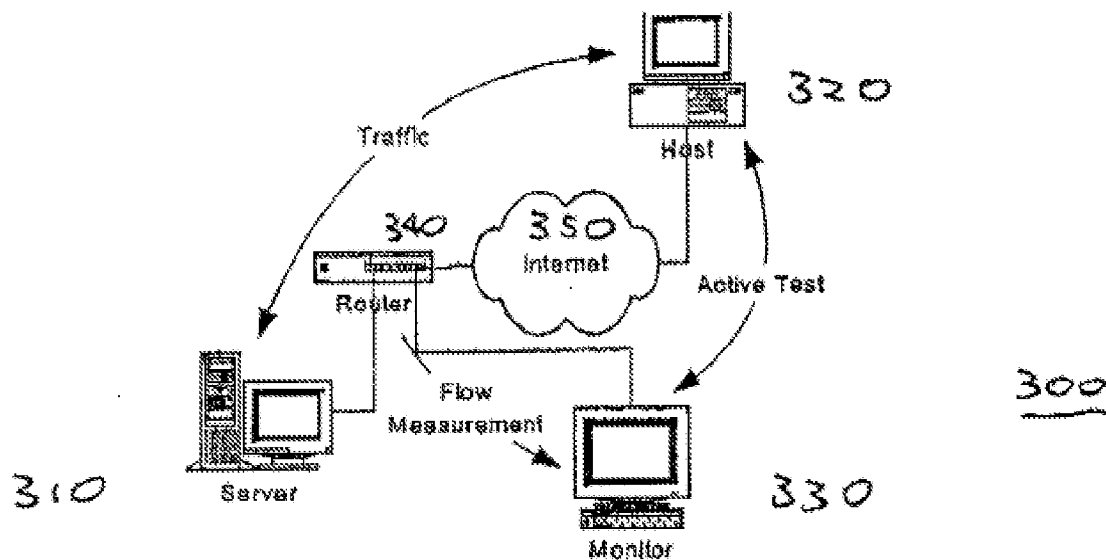 320
Host
Traffic
340
Router
350
Internet
Active Test
Flow
Measurement
300
310
Server
330
Monitor